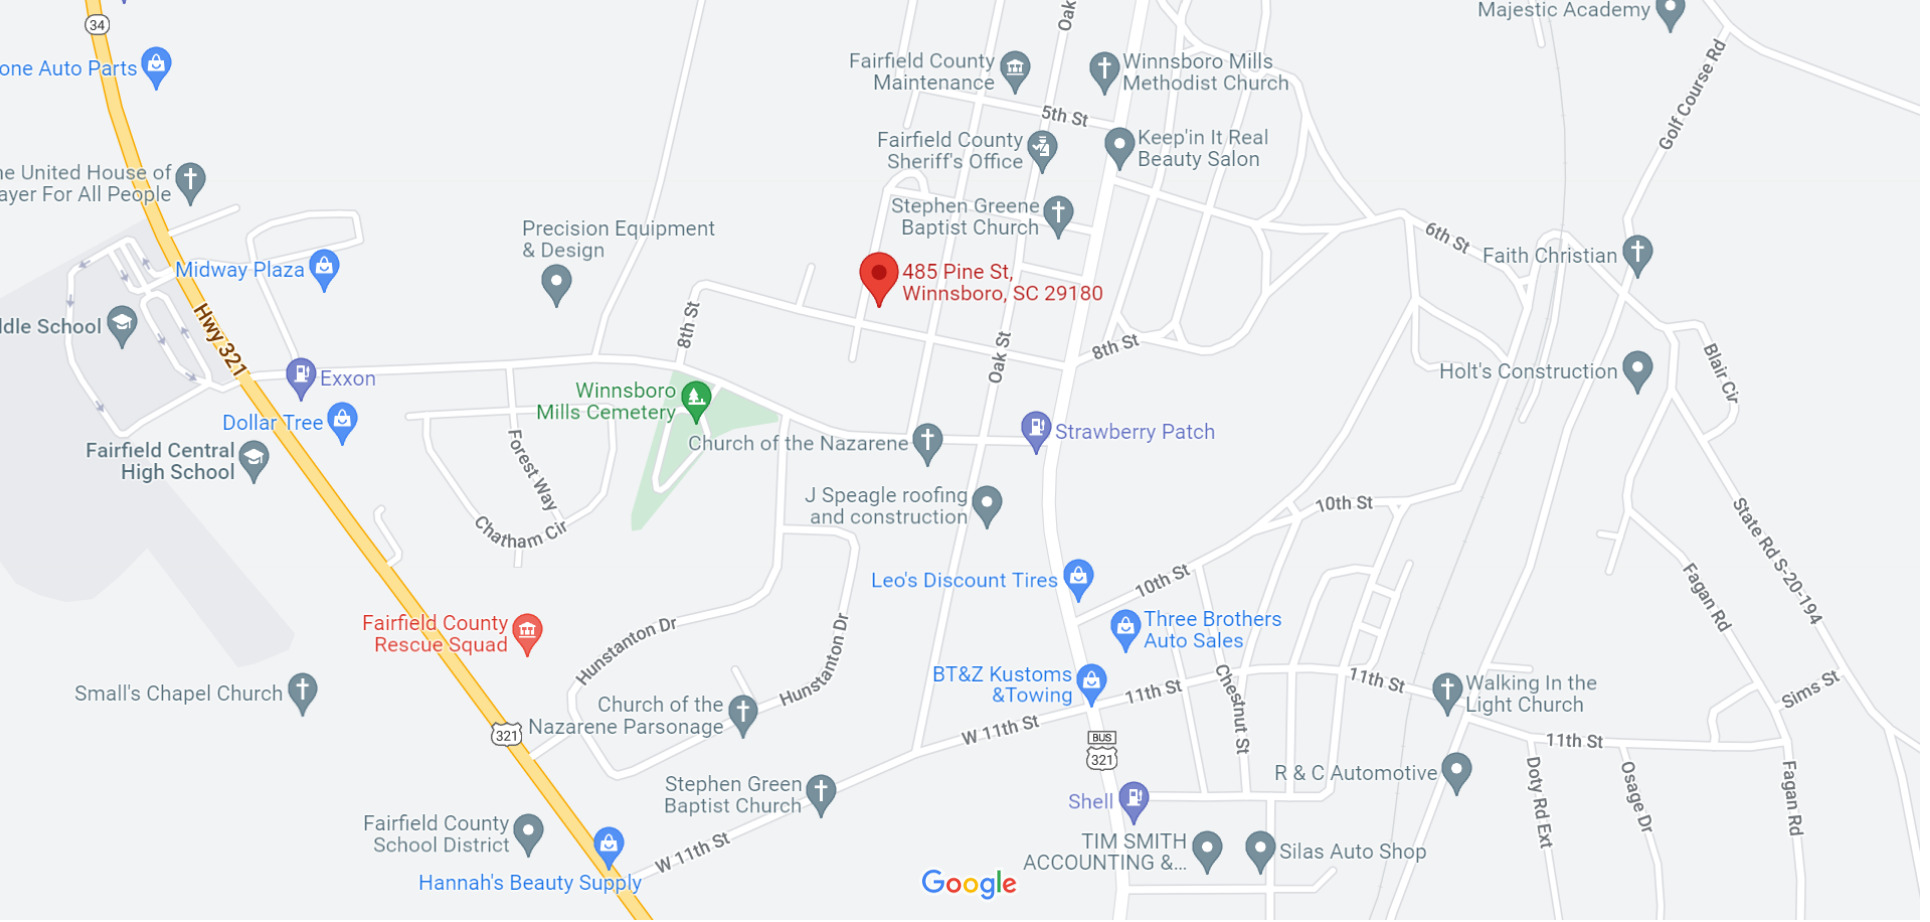 34
Oak
Majestic Academy
one Auto Parts
Fairfield County
Maintenance
Winnsboro Mills
Methodist Church
Golf Course Rd
5th St
Fairfield County
Sheriff's Office
Keep'in It Real
Beauty Salon
he United House of
ayer For All People
Stephen Greene
Baptist Church
Precision Equipment
& Design
6th St
Faith Christian
Midway Plaza
485 Pine St,
Winnsboro, SC 29180
Hwy 321
ddle School
8th St
Oak St
8th St
Blair Cir
Holt's Construction
Exxon
Winnsboro
Mills Cemetery
Dollar Tree
Church of the Nazarene
Strawberry Patch
Fairfield Central
High School
Forest Way
J Speagle roofing
and construction
10th St
Chatham Cir
State Rd S-20-194
Leo's Discount Tires
10th St
Fagan Rd
Fairfield County
Rescue Squad
Hunstanton Dr
Hunstanton Dr
Three Brothers
Auto Sales
Small's Chapel Church
BT&Z Kustoms
&Towing
11th St
Chestnut St
11th St
Walking In the
Light Church
Sims St
Church of the
Nazarene Parsonage
321
W 11th St
BUS
321
11th St
Stephen Green
Baptist Church
R & C Automotive
Doty Rd Ext
Osage Dr
Fagan Rd
Shell
Fairfield County
School District
W 11th St
TIM SMITH
ACCOUNTING &...
Silas Auto Shop
Hannah's Beauty Supply
Google